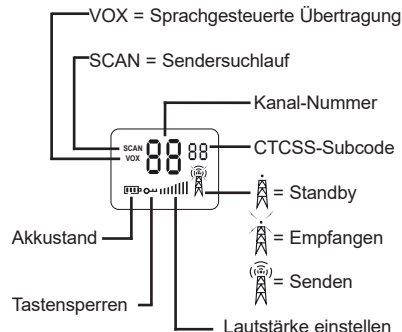 VOX = Sprachgesteuerte Übertragung
SCAN = Sendersuchlauf
Kanal-Nummer
SCAN
VOX
88 88
CTCSS-Subcode
= Standby
Akkustand
= Empfangen
= Senden
Tastensperren
Lautstärke einstellen